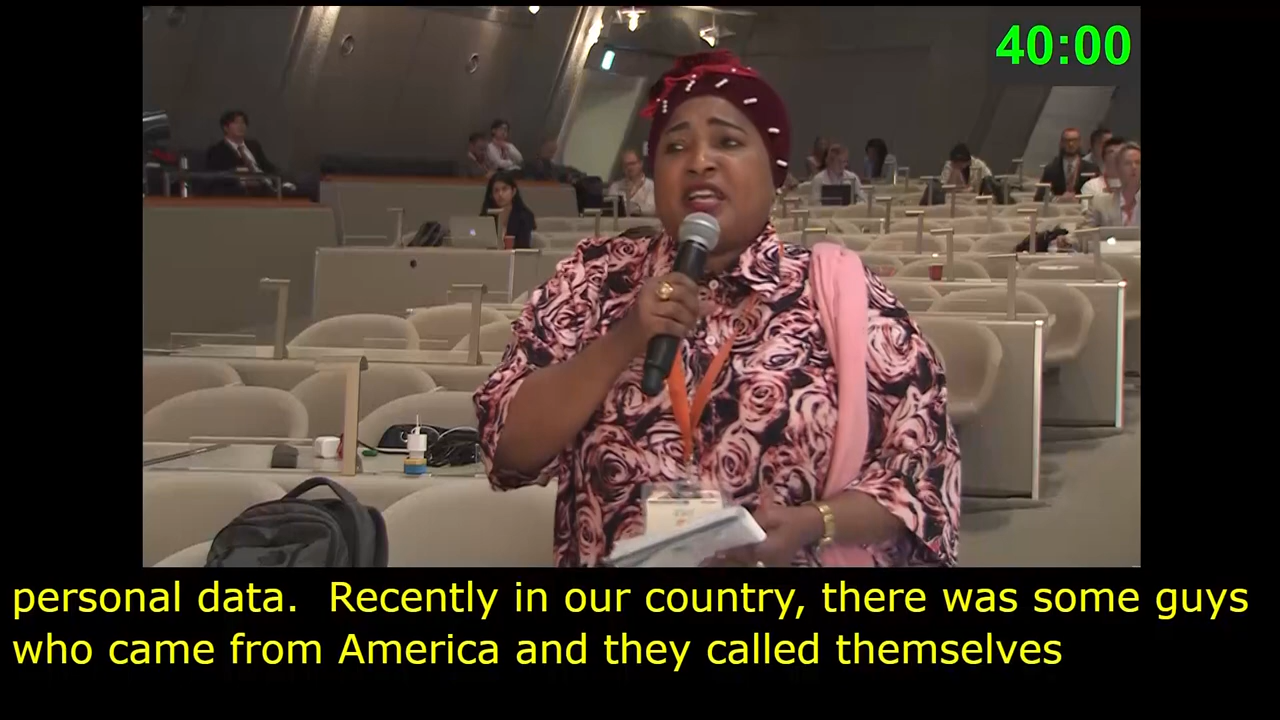 40:00
personal data.  Recently in our country, there was some guys
who came from America and they called themselves